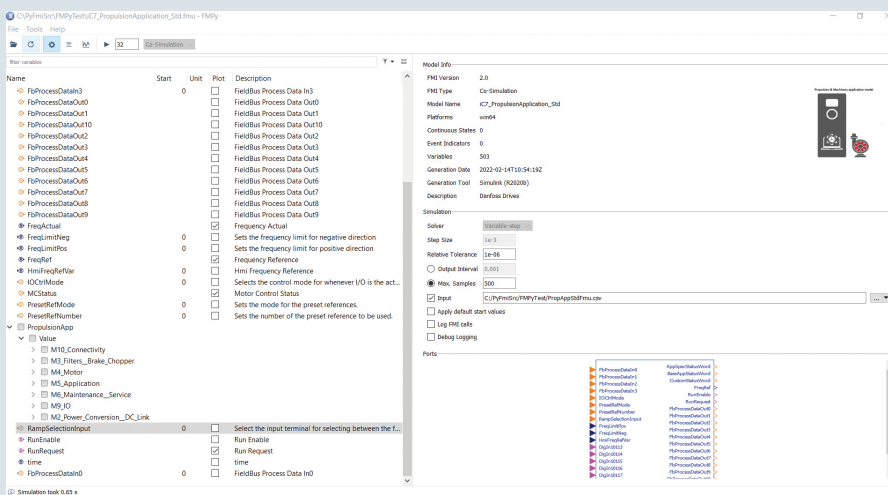 C:\PyFmiSrc\FMPyTest\iC7_PropulsionApplication_Std.fmu - FMPy
File Tools Help
32 Co-Simulation
filter variables
Name Start Unit Plot Description
FbProcessDataIn3 0 FieldBus Process Data In3
FbProcessDataOut0 FieldBus Process Data Out0
FbProcessDataOut1 FieldBus Process Data Out1
FbProcessDataOut10 FieldBus Process Data Out10
FbProcessDataOut2 FieldBus Process Data Out2
FbProcessDataOut3 FieldBus Process Data Out3
FbProcessDataOut4 FieldBus Process Data Out4
FbProcessDataOut5 FieldBus Process Data Out5
FbProcessDataOut6 FieldBus Process Data Out6
FbProcessDataOut7 FieldBus Process Data Out7
FbProcessDataOut8 FieldBus Process Data Out8
FbProcessDataOut9 FieldBus Process Data Out9
FreqActual Frequency Actual
FreqLimitNeg 0 Sets the frequency limit for negative direction
FreqLimitPos 0 Sets the frequency limit for positive direction
FreqRef Frequency Reference
HmiFreqRefVar 0 Hmi Frequency Reference
IOCtrlMode 0 Selects the control mode for whenever I/O is the act...
MCStatus Motor Control Status
PresetRefMode 0 Sets the mode for the preset references.
PresetRefNumber 0 Sets the number of the preset reference to be used.
PropulsionApp
Value
M10_Connectivity
M3_Filters__Brake_Chopper
M4_Motor
M5_Application
M6_Maintenance__Service
M9_IO
M2_Power_Conversion__DC_Link
RampSelectionInput 0 Select the input terminal for selecting between the f...
RunEnable Run Enable
RunRequest Run Request
time time
FbProcessDataIn0 0 FieldBus Process Data In0
Simulation took 0.65 s
Model Info
FMI Version 2.0
FMI Type Co-Simulation
Model Name iC7_PropulsionApplication_Std
Platforms win64
Continuous States 0
Event Indicators 0
Variables 503
Generation Date 2022-02-14T10:54:19Z
Generation Tool Simulink (R2020b)
Description Danfoss Drives
Propulsion & Machinery application model
Simulation
Solver Variable-step
Step Size 1e-3
Relative Tolerance 1e-06
Output Interval 0.001
Max. Samples 500
Input C:/PyFmiSrc/FMPyTest/PropAppStdFmu.csv ...
Apply default start values
Log FMI calls
Debug Logging
Ports
FbProcessDataIn0 AppSpecStatusWord
FbProcessDataIn1 BaseAppStatusWord
FbProcessDataIn2 CustomStatusWord
FbProcessDataIn3 FreqRef
IOCtrlMode RunEnable
PresetRefMode RunRequest
PresetRefNumber FbProcessDataOut0
RampSelectionInput FbProcessDataOut1
FreqLimitPos FbProcessDataOut2
FreqLimitNeg FbProcessDataOut3
HmiFreqRefVar FbProcessDataOut4
DigIn10113 FbProcessDataOut5
DigIn10114 FbProcessDataOut6
DigIn10115 FbProcessDataOut7
DigIn10116 FbProcessDataOut8
DigIn10117